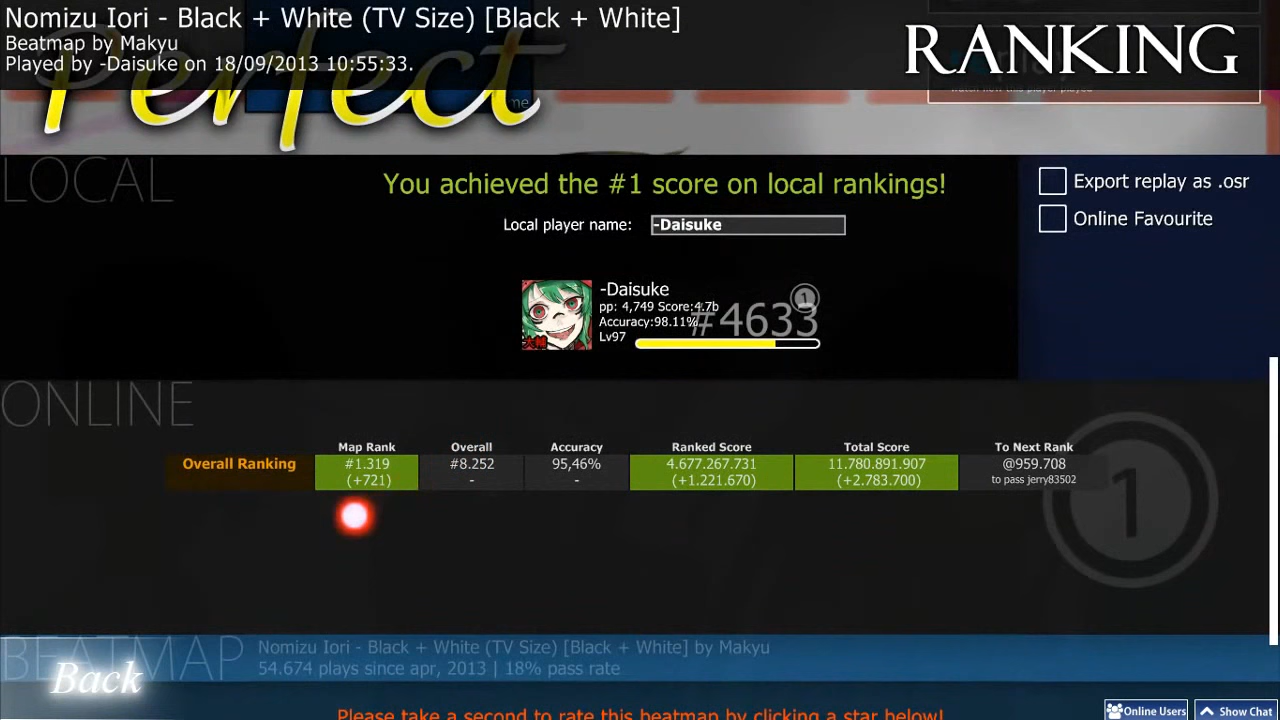 Nomizu Iori - Black + White (TV Size) [Black + White]
Beatmap by Makyu
Played by -Daisuke on 18/09/2013 10:55:33.
RANKING
Perfect
LOCAL
You achieved the #1 score on local rankings!
Local player name: -Daisuke
Export replay as .osr
Online Favourite
-Daisuke
pp: 4,749 Score:4.7b
Accuracy:98.11%
Lv97
#4633
1
大輔
ONLINE
Map Rank Overall Accuracy Ranked Score Total Score To Next Rank
Overall Ranking #1.319 #8.252 95,46% 4.677.267.731 11.780.891.907 @959.708
(+721) - - (+1.221.670) (+2.783.700) to pass jerry83502
1
BEATMAP
Nomizu Iori - Black + White (TV Size) [Black + White] by Makyu
54.674 plays since apr, 2013 | 18% pass rate
Back
Please take a second to rate this beatmap by clicking a star below!
Online Users
Show Chat